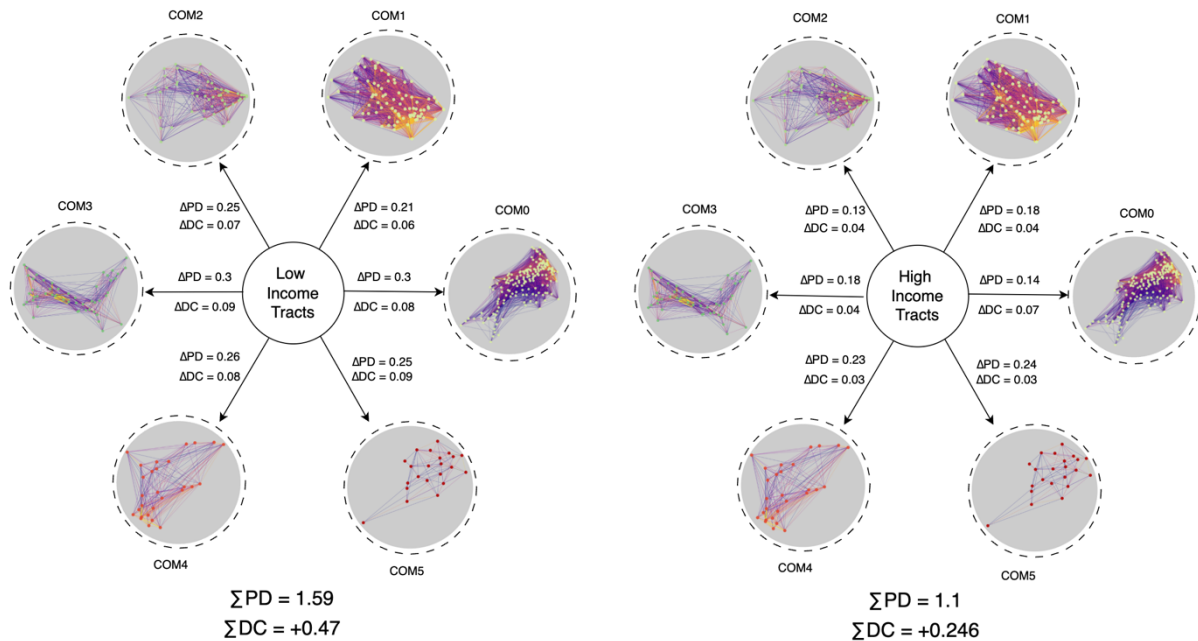 COM2
COM1
COM3
COM0
ΔPD = 0.25
ΔDC = 0.07
ΔPD = 0.21
ΔDC = 0.06
ΔPD = 0.3
ΔDC = 0.09
Low
Income
Tracts
ΔPD = 0.3
ΔDC = 0.08
ΔPD = 0.26
ΔDC = 0.08
ΔPD = 0.25
ΔDC = 0.09
COM4
COM5
∑PD = 1.59
∑DC = +0.47
COM2
COM1
COM3
COM0
ΔPD = 0.13
ΔDC = 0.04
ΔPD = 0.18
ΔDC = 0.04
ΔPD = 0.18
ΔDC = 0.04
High
Income
Tracts
ΔPD = 0.14
ΔDC = 0.07
ΔPD = 0.23
ΔDC = 0.03
ΔPD = 0.24
ΔDC = 0.03
COM4
COM5
∑PD = 1.1
∑DC = +0.246